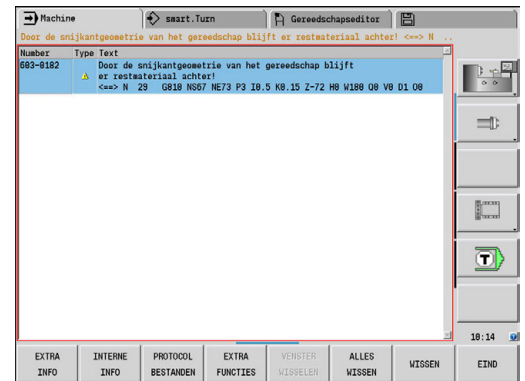 Machine
smart.Turn
Gereedschapseditor
Door de snijkantgeometrie van het gereedschap blijft er restmateriaal achter! <==> N ..
Number Type Text
603-0182 Door de snijkantgeometrie van het gereedschap blijft
er restmateriaal achter!
<==> N 29 G810 NS67 NE73 P3 I0.5 K0.15 Z-72 H0 W180 Q0 V0 D1 O0
T
10:14
EXTRA INFO
INTERNE INFO
PROTOCOL BESTANDEN
EXTRA FUNCTIES
VENSTER WISSELEN
ALLES WISSEN
WISSEN
EIND